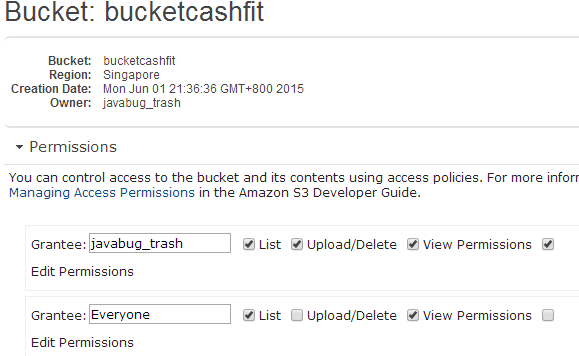 Bucket: bucketcashfit
Bucket: bucketcashfit
Region: Singapore
Creation Date: Mon Jun 01 21:36:36 GMT+800 2015
Owner: javabug_trash
Permissions
You can control access to the bucket and its contents using access policies. For more
Managing Access Permissions in the Amazon S3 Developer Guide.
Grantee: javabug_trash List Upload/Delete View Permissions
Edit Permissions
Grantee: Everyone List Upload/Delete View Permissions
Edit Permissions